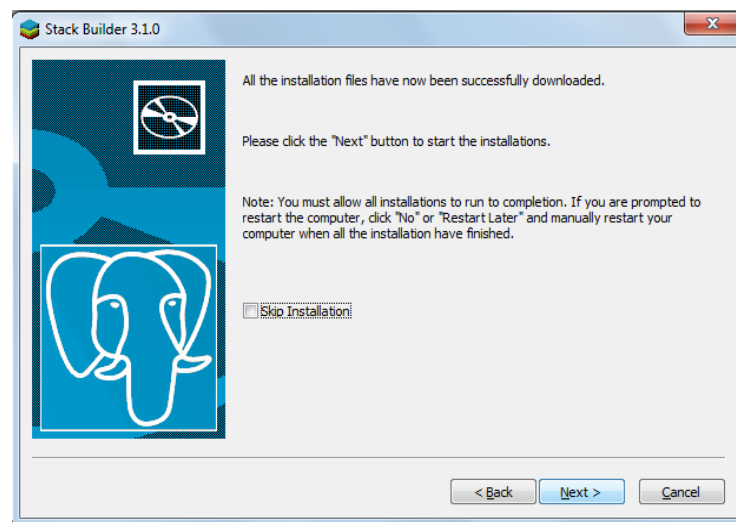 Stack Builder 3.1.0
All the installation files have now been successfully downloaded.
Please click the "Next" button to start the installations.
Note: You must allow all installations to run to completion. If you are prompted to
restart the computer, click "No" or "Restart Later" and manually restart your
computer when all the installation have finished.
Skip Installation
< Back
Next >
Cancel